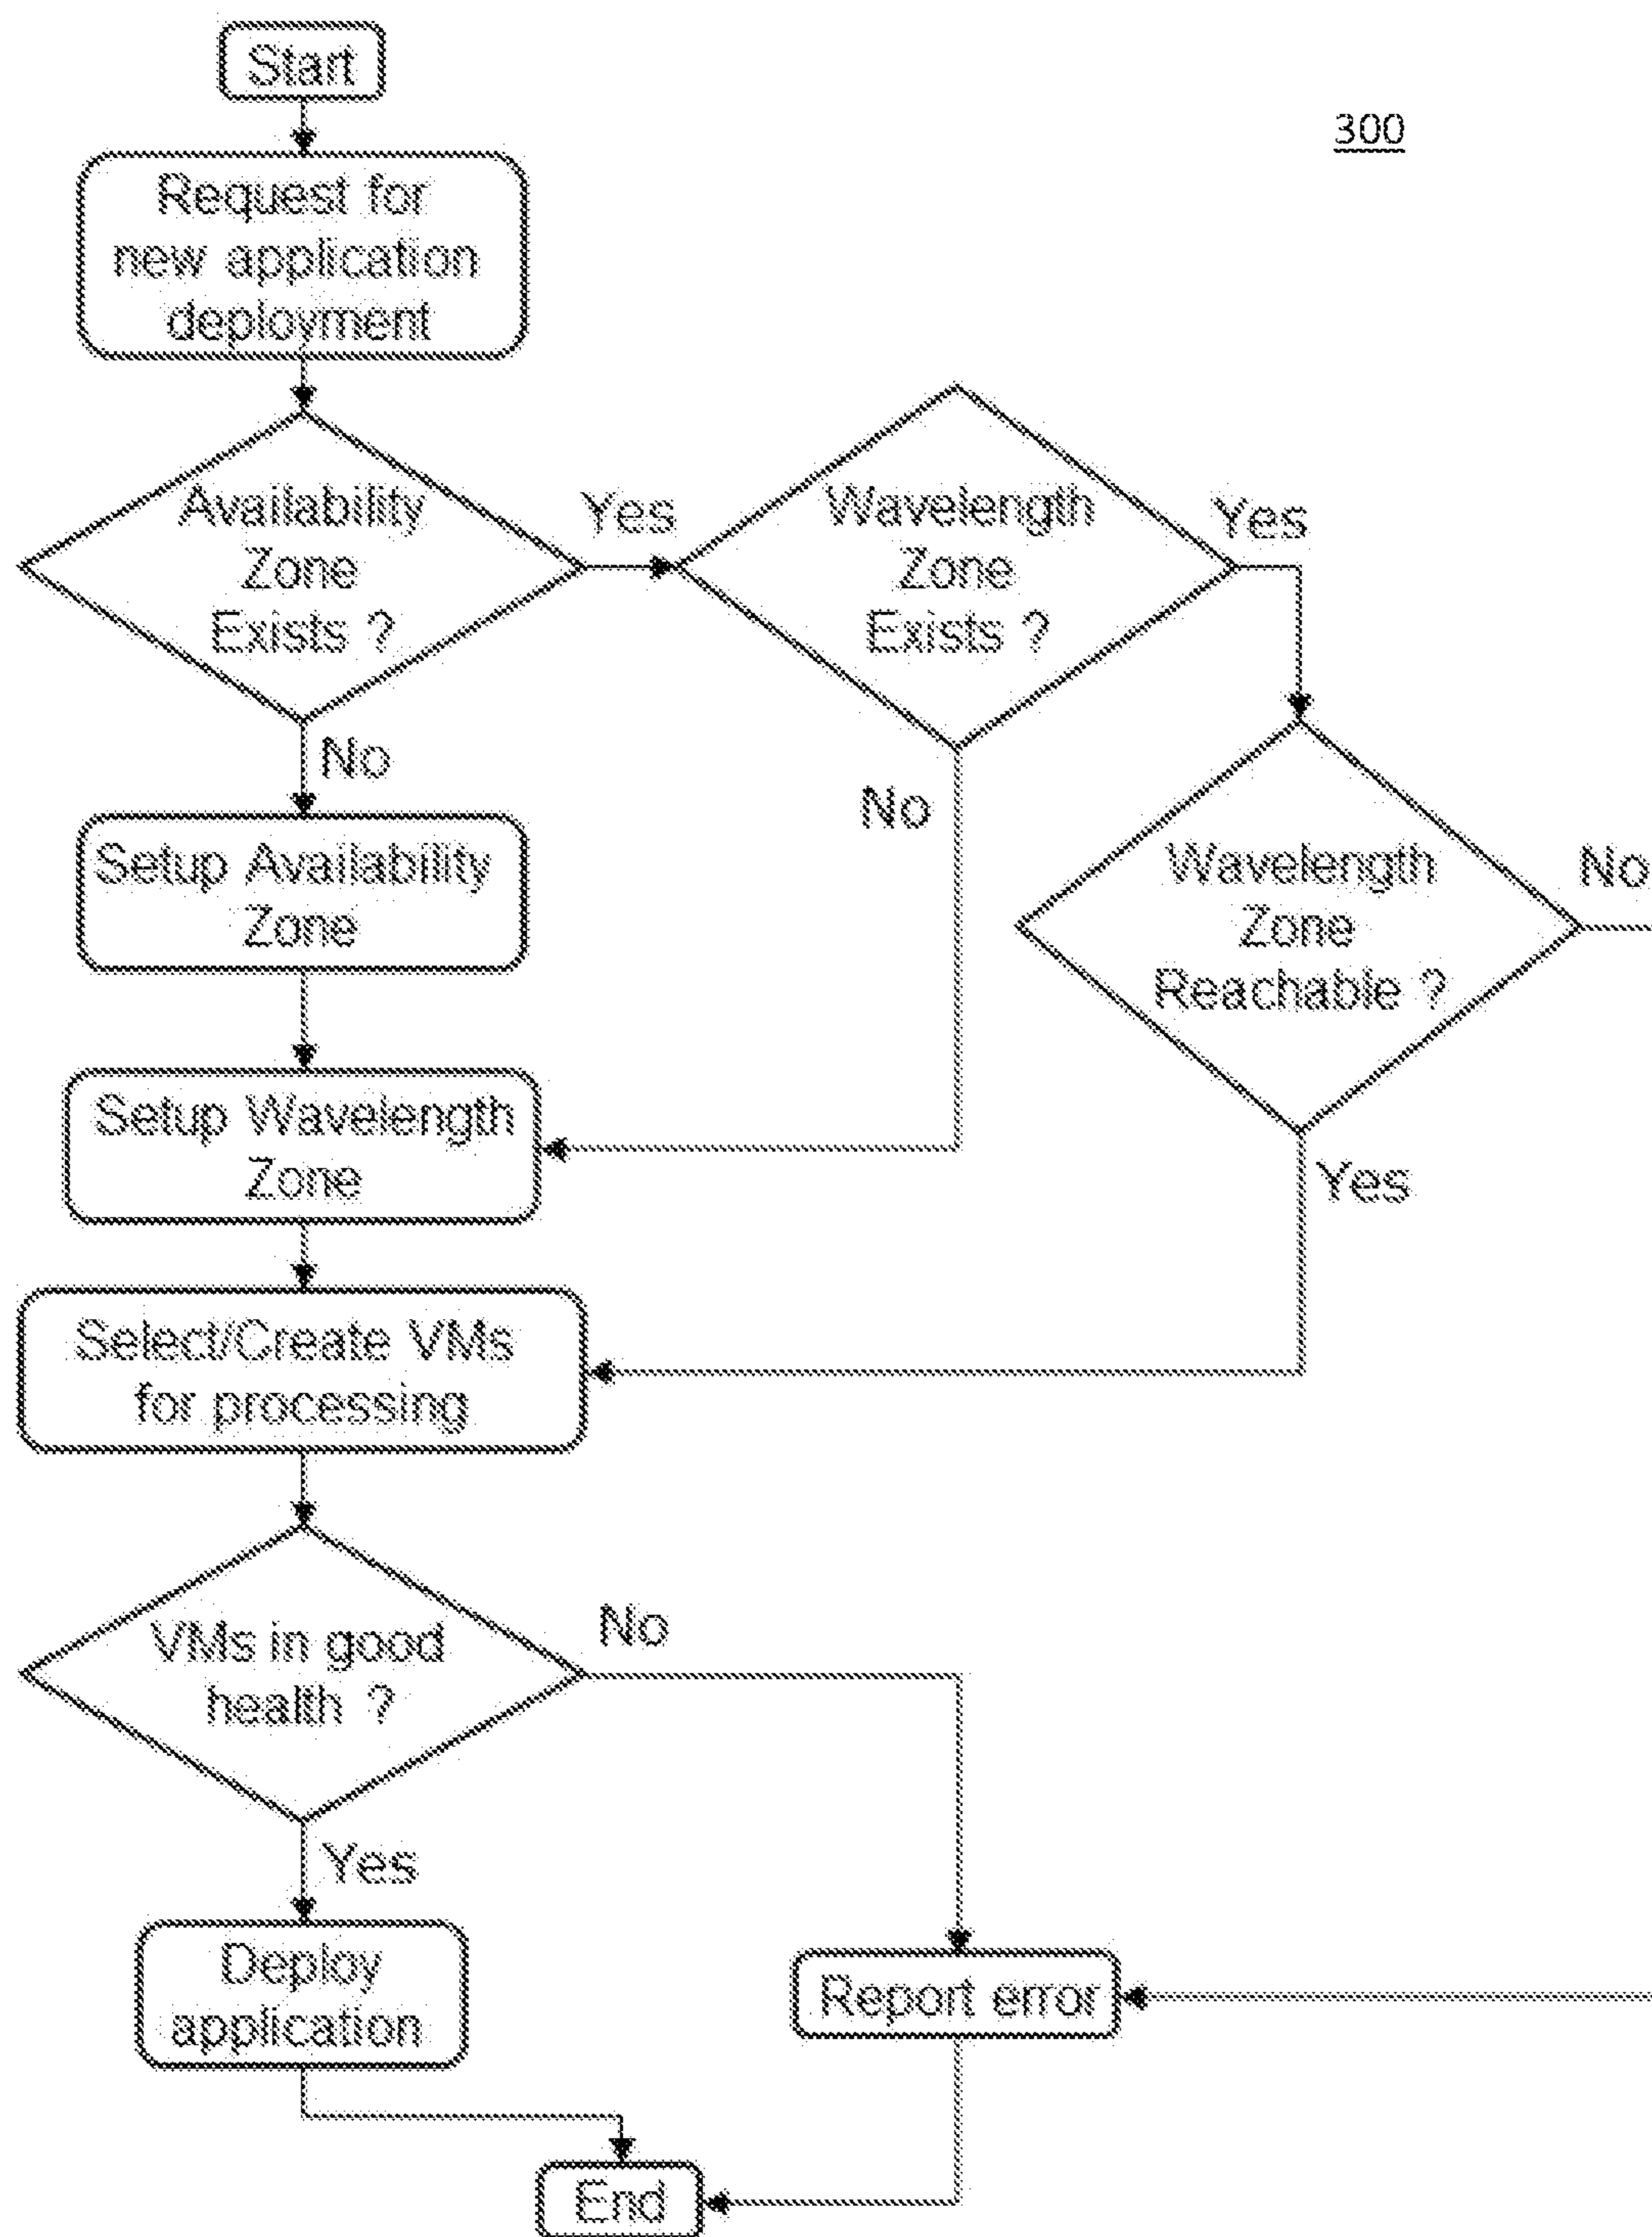 Start
300
Request for
new application
deployment
Availability
Zone
Exists ?
Yes
Wavelength
Zone
Exists ?
Yes
No
No
Setup Availability
Zone
Wavelength
Zone
Reachable ?
No
Setup Wavelength
Zone
Yes
Select/Create VMs
for processing
VMs in good
health ?
No
Yes
Deploy
application
Report error
End